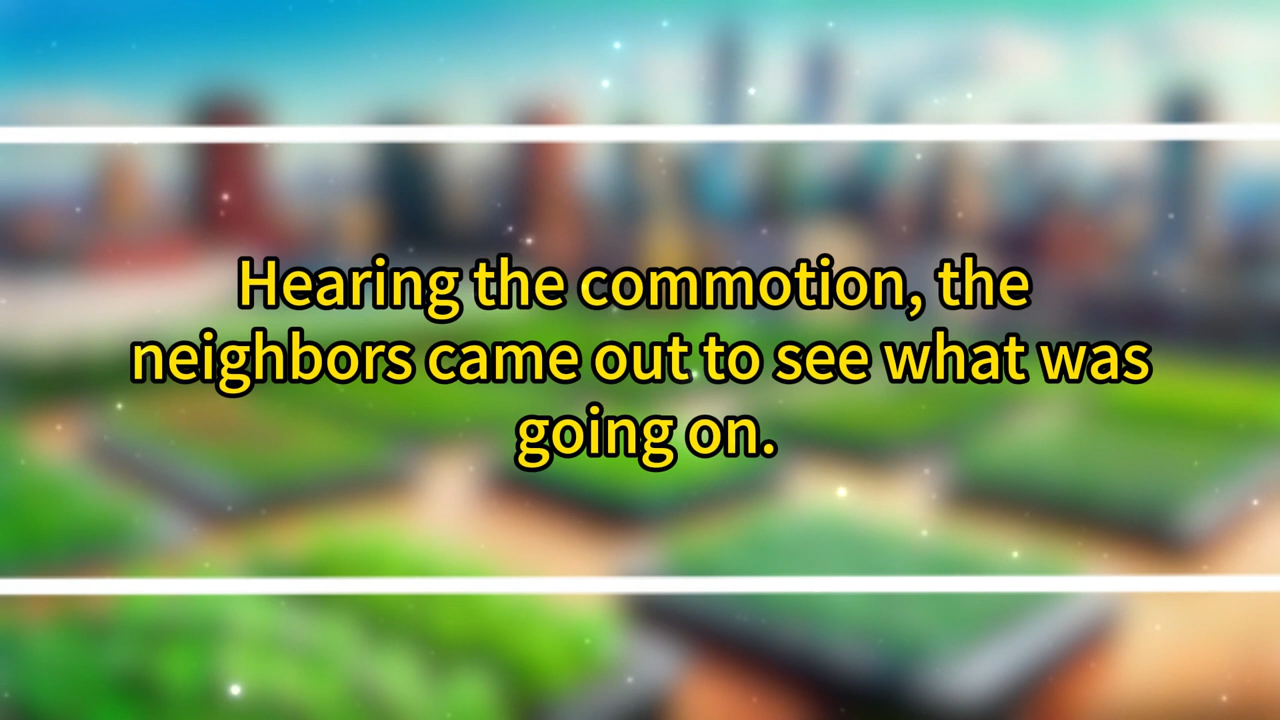 Hearing the commotion, the
neighbors came out to see what was
going on.